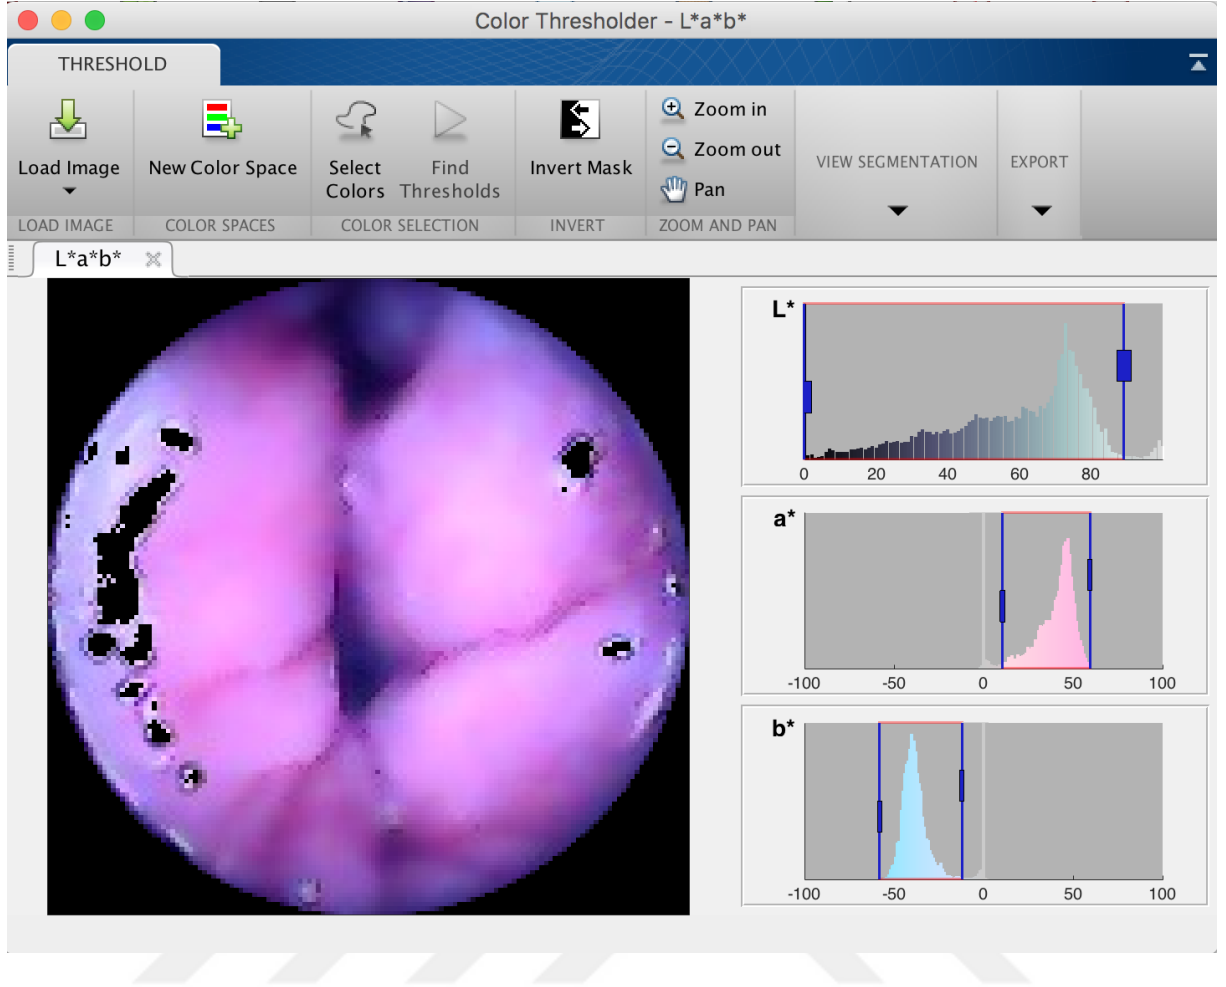 Color Thresholder - L*a*b*
THRESHOLD
Load Image
New Color Space
Select
Colors
Find
Thresholds
Invert Mask
Zoom in
Zoom out
Pan
VIEW SEGMENTATION
EXPORT
LOAD IMAGE
COLOR SPACES
COLOR SELECTION
INVERT
ZOOM AND PAN
L*a*b*
L*
0 20 40 60 80
a*
-100 -50 0 50 100
b*
-100 -50 0 50 100